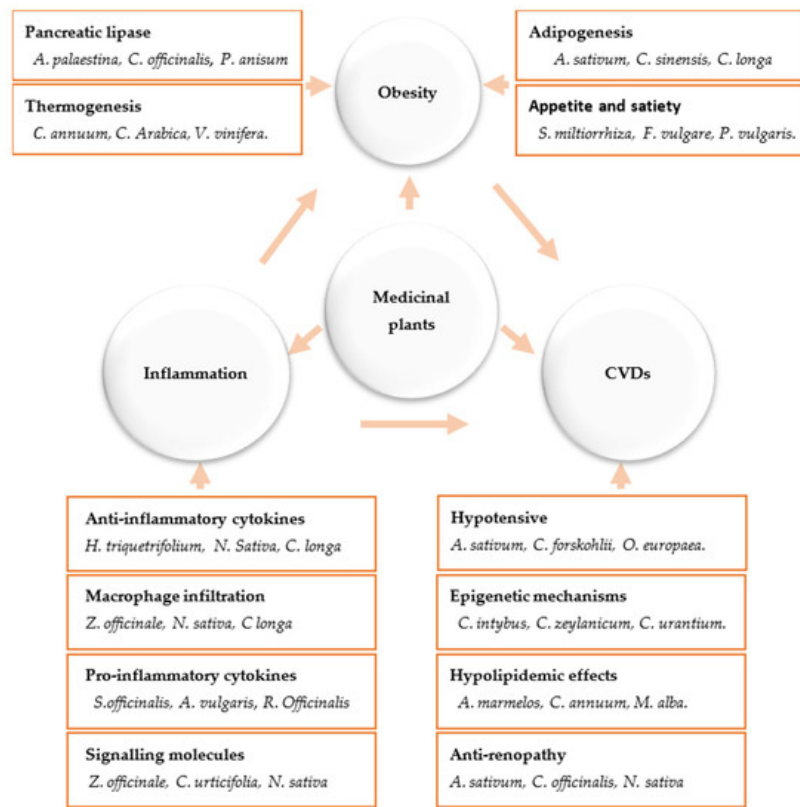 Pancreatic lipase
A. palaestina, C. officinalis, P. anisum
Thermogenesis
C. annuum, C. Arabica, V. vinifera.
Obesity
Adipogenesis
A. sativum, C. sinensis, C. longa
Appetite and satiety
S. miltiorrhiza, F. vulgare, P. vulgaris.
Medicinal
plants
Inflammation
CVDs
Anti-inflammatory cytokines
H. triquetrifolium, N. Sativa, C. longa
Macrophage infiltration
Z. officinale, N. sativa, C longa
Pro-inflammatory cytokines
S.officinalis, A. vulgaris, R. Officinalis
Signalling molecules
Z. officinale, C. urticifolia, N. sativa
Hypotensive
A. sativum, C. forskohlii, O. europaea.
Epigenetic mechanisms
C. intybus, C. zeylanicum, C. urantium.
Hypolipidemic effects
A. marmelos, C. annuum, M. alba.
Anti-renopathy
A. sativum, C. officinalis, N. sativa